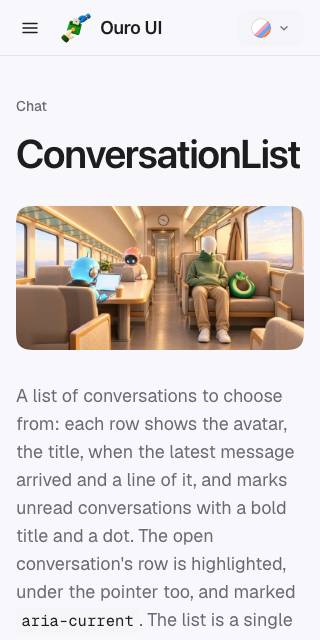 Ouro UI
Chat
ConversationList
A list of conversations to choose
from: each row shows the avatar,
the title, when the latest message
arrived and a line of it, and marks
unread conversations with a bold
title and a dot. The open
conversation's row is highlighted,
under the pointer too, and marked
aria-current . The list is a single